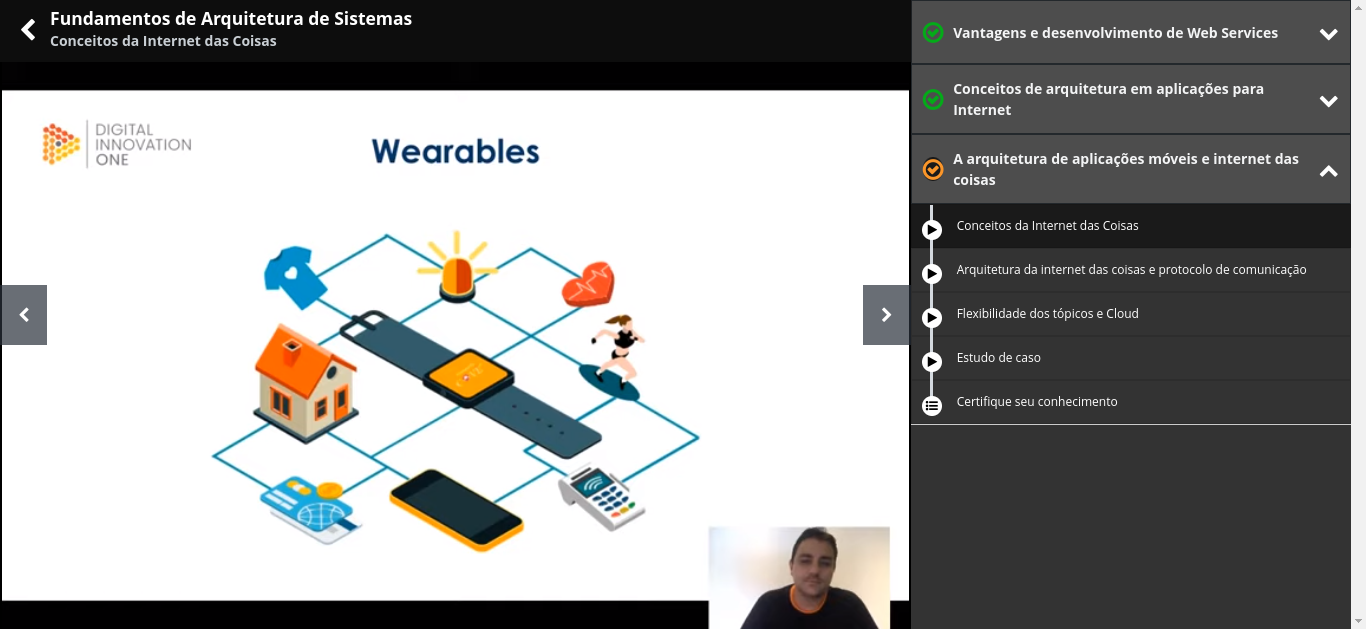 Fundamentos de Arquitetura de Sistemas
Conceitos da Internet das Coisas
DIGITAL
INNOVATION
ONE
Wearables
Vantagens e desenvolvimento de Web Services
Conceitos de arquitetura em aplicações para
Internet
A arquitetura de aplicações móveis e internet das
coisas
Conceitos da Internet das Coisas
Arquitetura da internet das coisas e protocolo de comunicação
Flexibilidade dos tópicos e Cloud
Estudo de caso
Certifique seu conhecimento